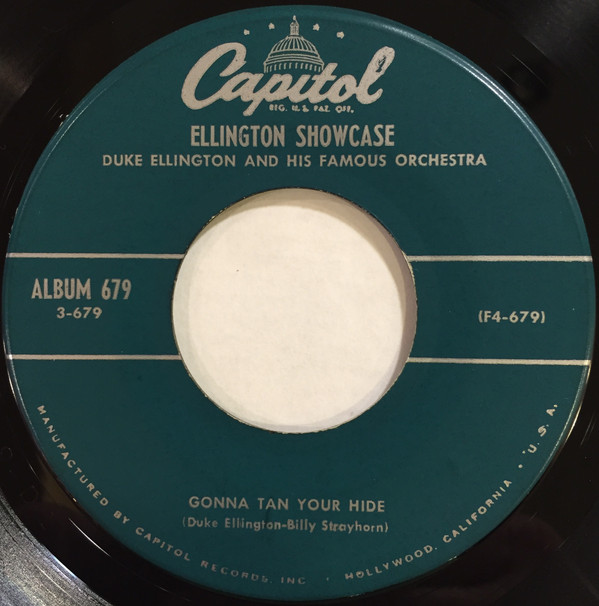 Capitol
REG. U. S. PAT. OFF.
ELLINGTON SHOWCASE
DUKE ELLINGTON AND HIS FAMOUS ORCHESTRA
ALBUM 679
3-679
(F4-679)
GONNA TAN YOUR HIDE
(Duke Ellington-Billy Strayhorn)
MANUFACTURED BY CAPITOL RECORDS, INC • HOLLYWOOD, CALIFORNIA • U. S. A.